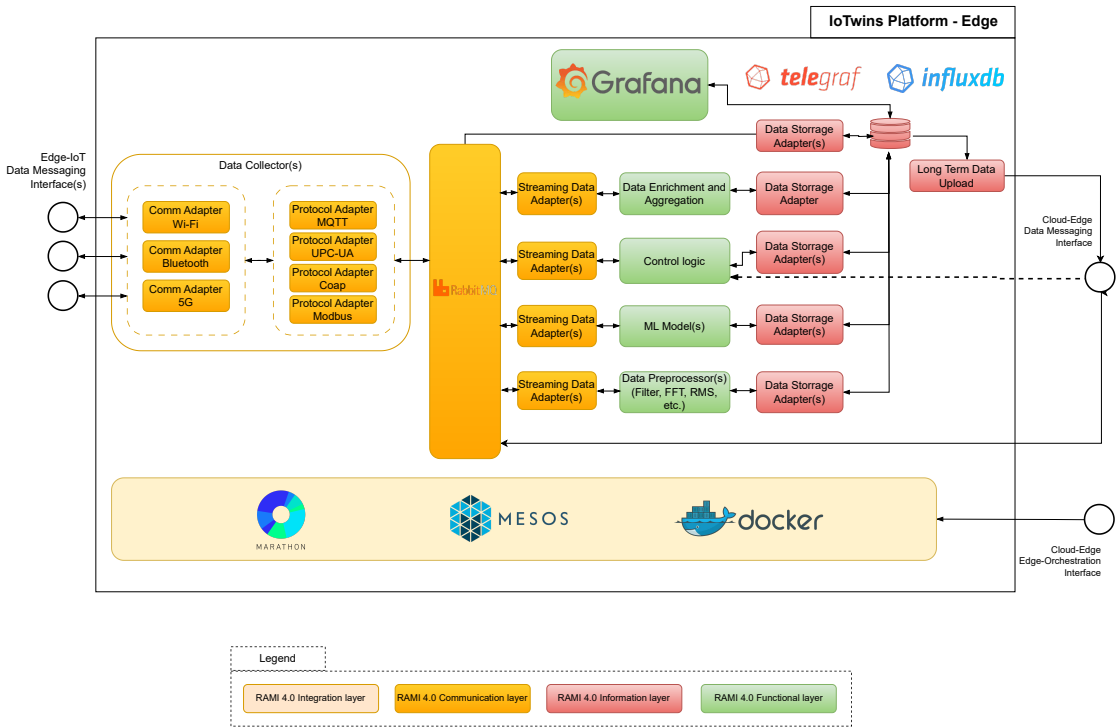 IoTwins Platform - Edge
Grafana
telegraf
influxdb
Edge-IoT
Data Messaging
Interface(s)
Data Collector(s)
Comm Adapter
Wi-Fi
Comm Adapter
Bluetooth
Comm Adapter
5G
Protocol Adapter
MQTT
Protocol Adapter
UPC-UA
Protocol Adapter
Coap
Protocol Adapter
Modbus
RabbitMQ
Data Storrage
Adapter(s)
Long Term Data
Upload
Streaming Data
Adapter(s)
Data Enrichment and
Aggregation
Data Storrage
Adapter
Streaming Data
Adapter(s)
Control logic
Data Storrage
Adapter(s)
Streaming Data
Adapter(s)
ML Model(s)
Data Storrage
Adapter(s)
Streaming Data
Adapter(s)
Data Preprocessor(s)
(Filter, FFT, RMS,
etc.)
Data Storrage
Adapter(s)
Cloud-Edge
Data Messaging
Interface
MARATHON
MESOS
docker
Cloud-Edge
Edge-Orchestration
Interface
Legend
RAMI 4.0 Integration layer
RAMI 4.0 Communication layer
RAMI 4.0 Information layer
RAMI 4.0 Functional layer